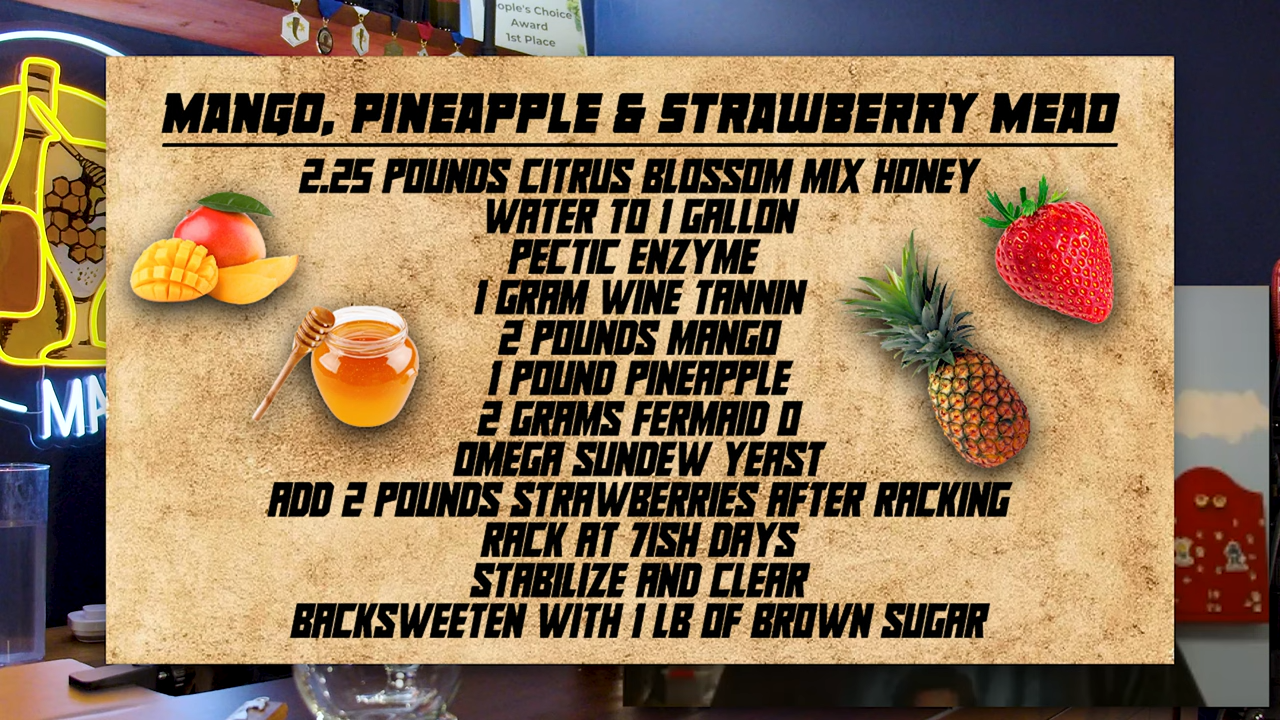 ople's Choice
Award
1st Place
MANGO, PINEAPPLE & STRAWBERRY MEAD
2.25 POUNDS CITRUS BLOSSOM MIX HONEY
WATER TO 1 GALLON
PECTIC ENZYME
1 GRAM WINE TANNIN
2 POUNDS MANGO
1 POUND PINEAPPLE
2 GRAMS FERMAID O
OMEGA SUNDEW YEAST
ADD 2 POUNDS STRAWBERRIES AFTER RACKING
RACK AT 7ISH DAYS
STABILIZE AND CLEAR
BACKSWEETEN WITH 1 LB OF BROWN SUGAR
MA